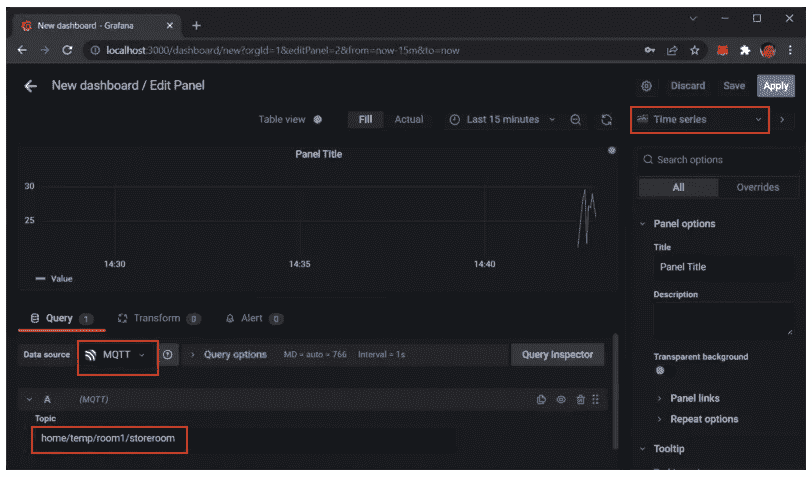 New dashboard - Grafana
localhost:3000/dashboard/new?orgId=1&editPanel=2&from=now-15m&to=now
New dashboard / Edit Panel
Discard Save Apply
Table view Fill Actual Last 15 minutes
Time series
Panel Title
Search options
All Overrides
30
25
14:30 14:35 14:40
Value
Panel options
Title
Panel Title
Description
Query 1 Transform 0 Alert 0
Data source MQTT Query options MD = auto = 766 Interval = 1s Query inspector
Transparent background
A (MQTT)
Panel links
Topic
Repeat options
home/temp/room1/storeroom
Tooltip